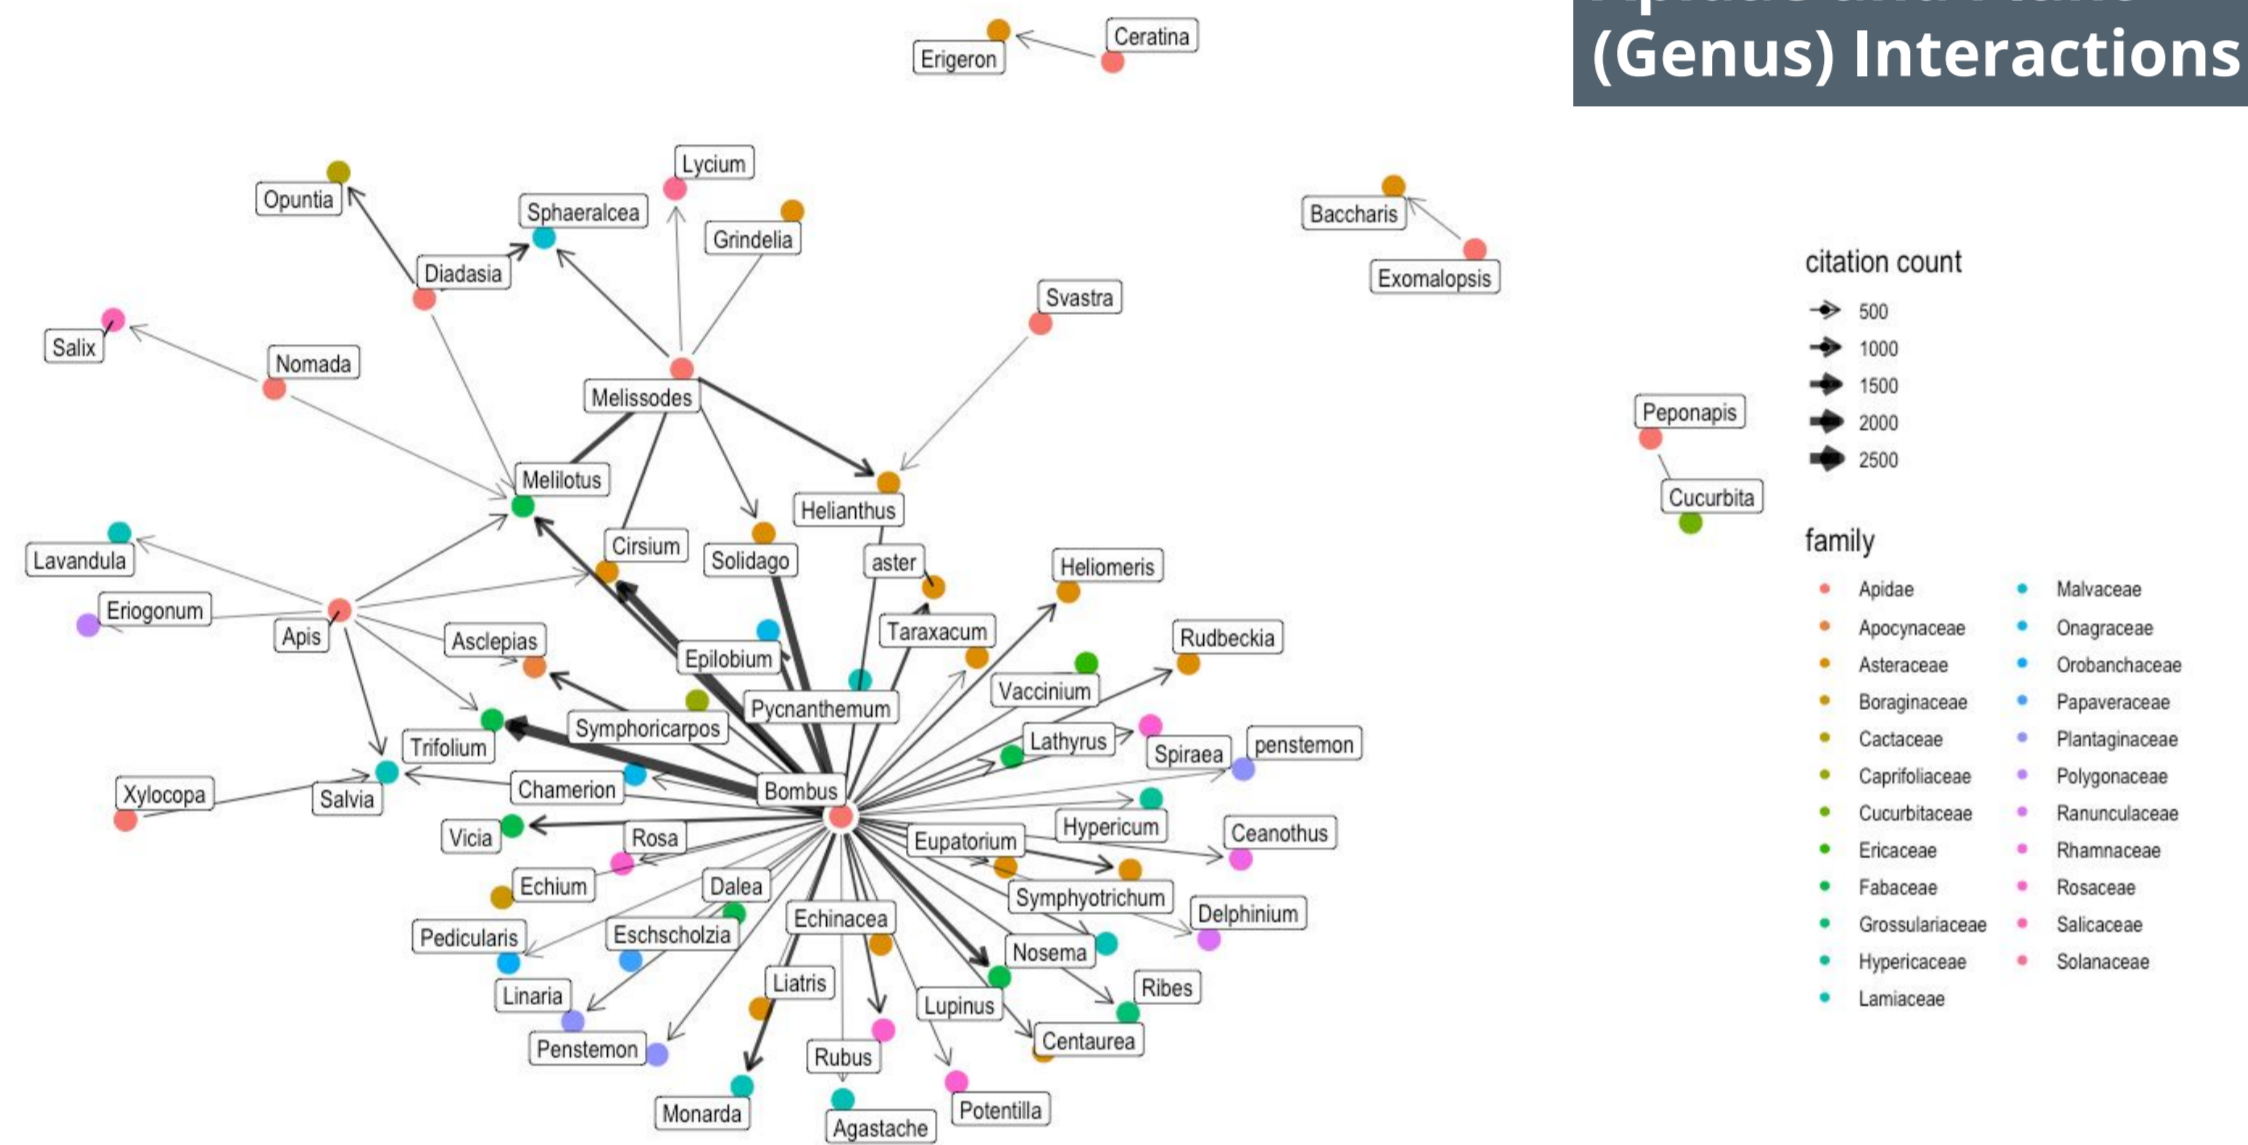 (Genus) Interactions
Ceratina
Erigeron
Lycium
Opuntia
Sphaeralcea
Baccharis
Grindelia
Diadasia
Exomalopsis
Svastra
Salix
Nomada
Melissodes
Peponapis
Melilotus
Cucurbita
Helianthus
Cirsium
Lavandula
Solidago
aster
Heliomeris
Eriogonum
Apis
Asclepias
Taraxacum
Rudbeckia
Epilobium
Vaccinium
Pycnanthemum
Symphoricarpos
Trifolium
Lathyrus
Spiraea
penstemon
Xylocopa
Salvia
Chamerion
Bombus
Vicia
Rosa
Eupatorium
Hypericum
Ceanothus
Echium
Dalea
Symphyotrichum
Pedicularis
Eschscholzia
Echinacea
Delphinium
Nosema
Linaria
Liatris
Lupinus
Ribes
Penstemon
Rubus
Centaurea
Monarda
Agastache
Potentilla
citation count
500
1000
1500
2000
2500
family
Apidae
Apocynaceae
Asteraceae
Boraginaceae
Cactaceae
Caprifoliaceae
Cucurbitaceae
Ericaceae
Fabaceae
Grossulariaceae
Hypericaceae
Lamiaceae
Malvaceae
Onagraceae
Orobanchaceae
Papaveraceae
Plantaginaceae
Polygonaceae
Ranunculaceae
Rhamnaceae
Rosaceae
Salicaceae
Solanaceae